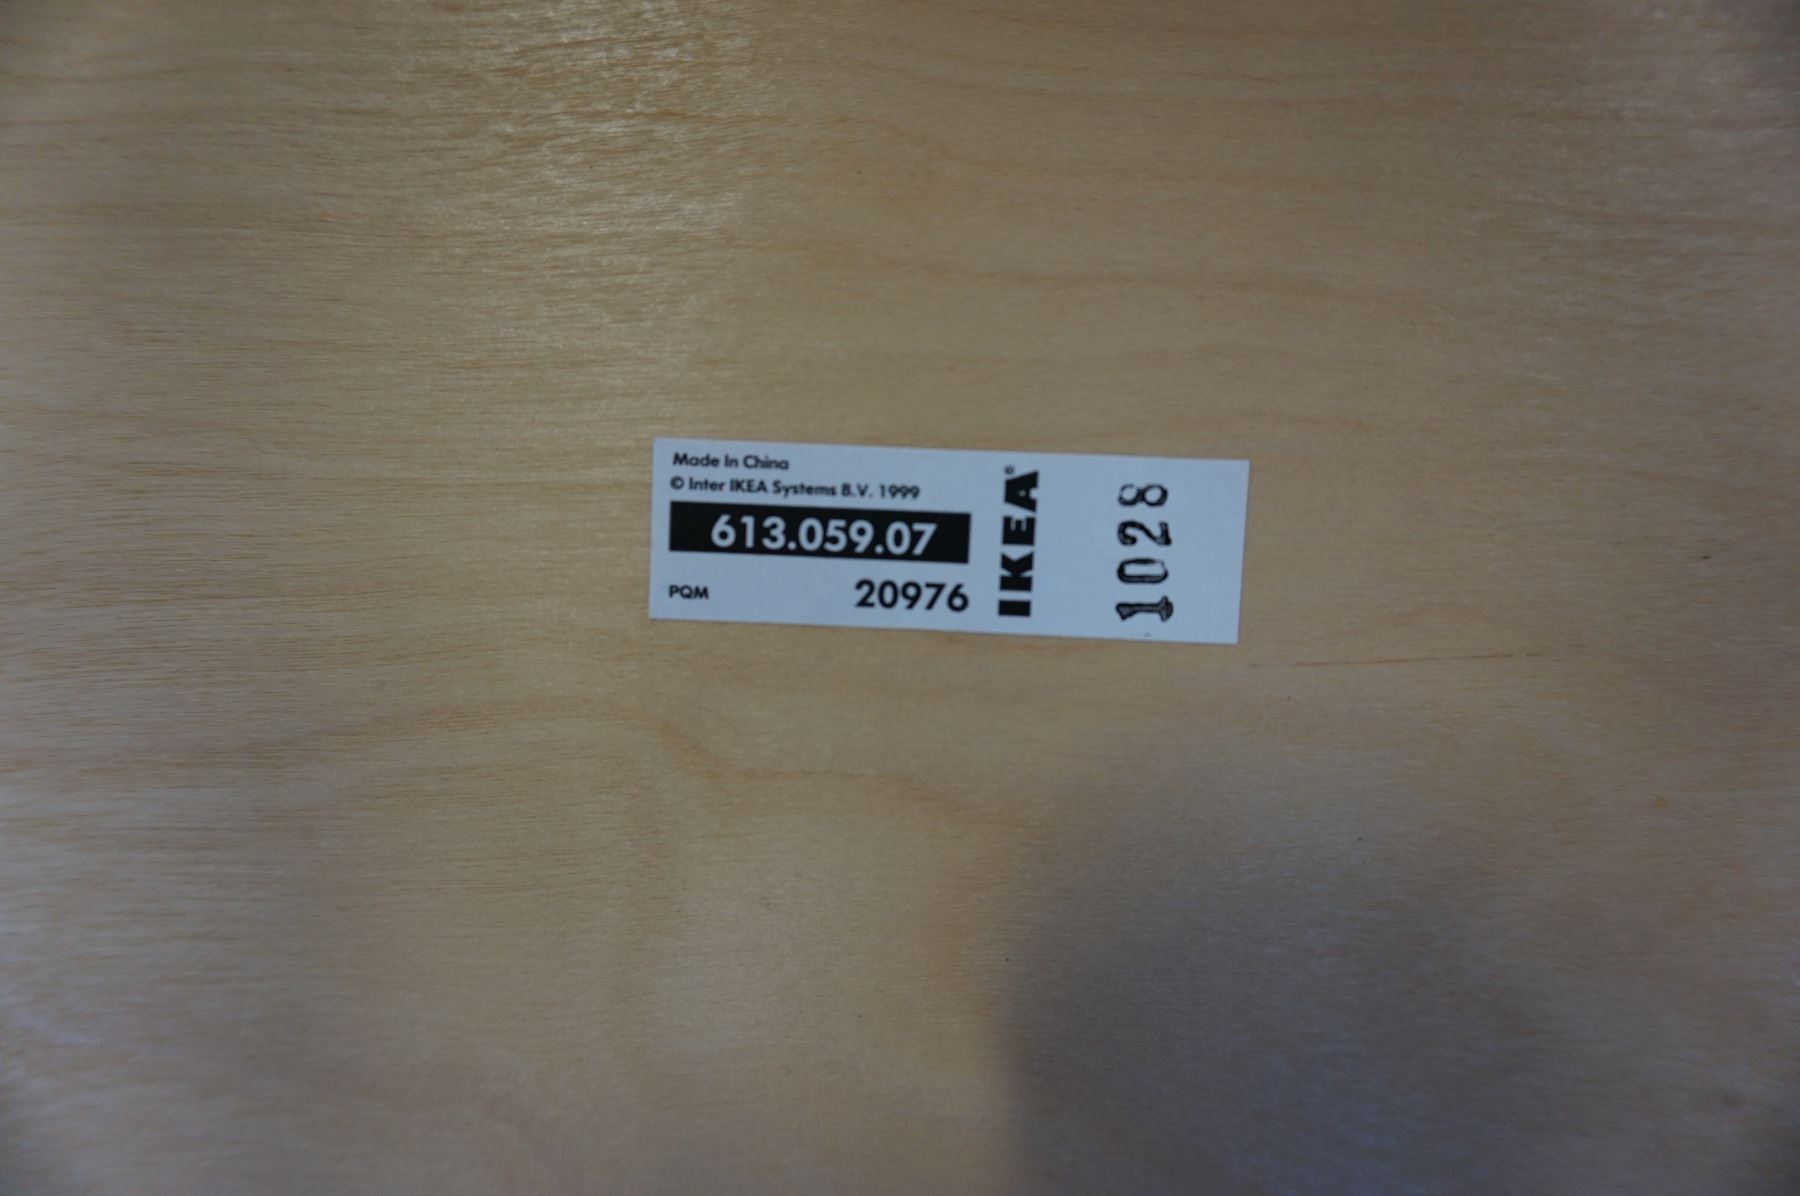 Made In China
© Inter IKEA Systems B.V. 1999
613.059.07
PQM 20976
IKEA®
1028